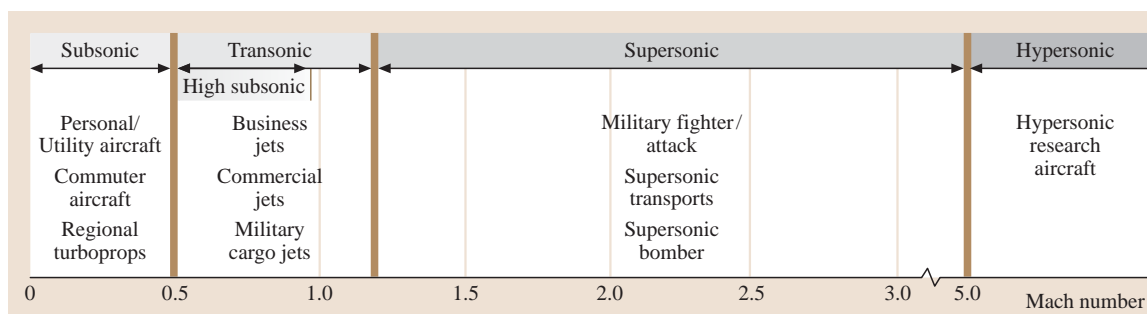 Subsonic
Transonic
Supersonic
Hypersonic
High subsonic
Personal/
Utility aircraft
Commuter
aircraft
Regional
turboprops
Business
jets
Commercial
jets
Military
cargo jets
Military fighter/
attack
Supersonic
transports
Supersonic
bomber
Hypersonic
research
aircraft
0
0.5
1.0
1.5
2.0
2.5
3.0
5.0
Mach number